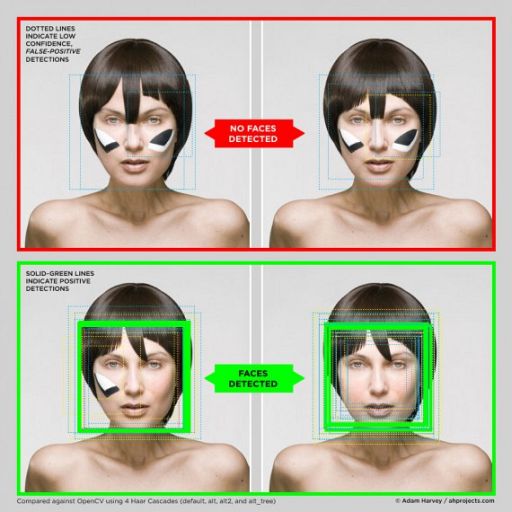 DOTTED LINES
INDICATE LOW
CONFIDENCE,
FALSE-POSITIVE
DETECTIONS
NO FACES
DETECTED
SOLID-GREEN LINES
INDICATE POSITIVE
DETECTIONS
FACES
DETECTED
Compared against OpenCV using 4 Haar Cascades (default, alt, alt2, and alt_tree)
© Adam Harvey / ahprojects.com